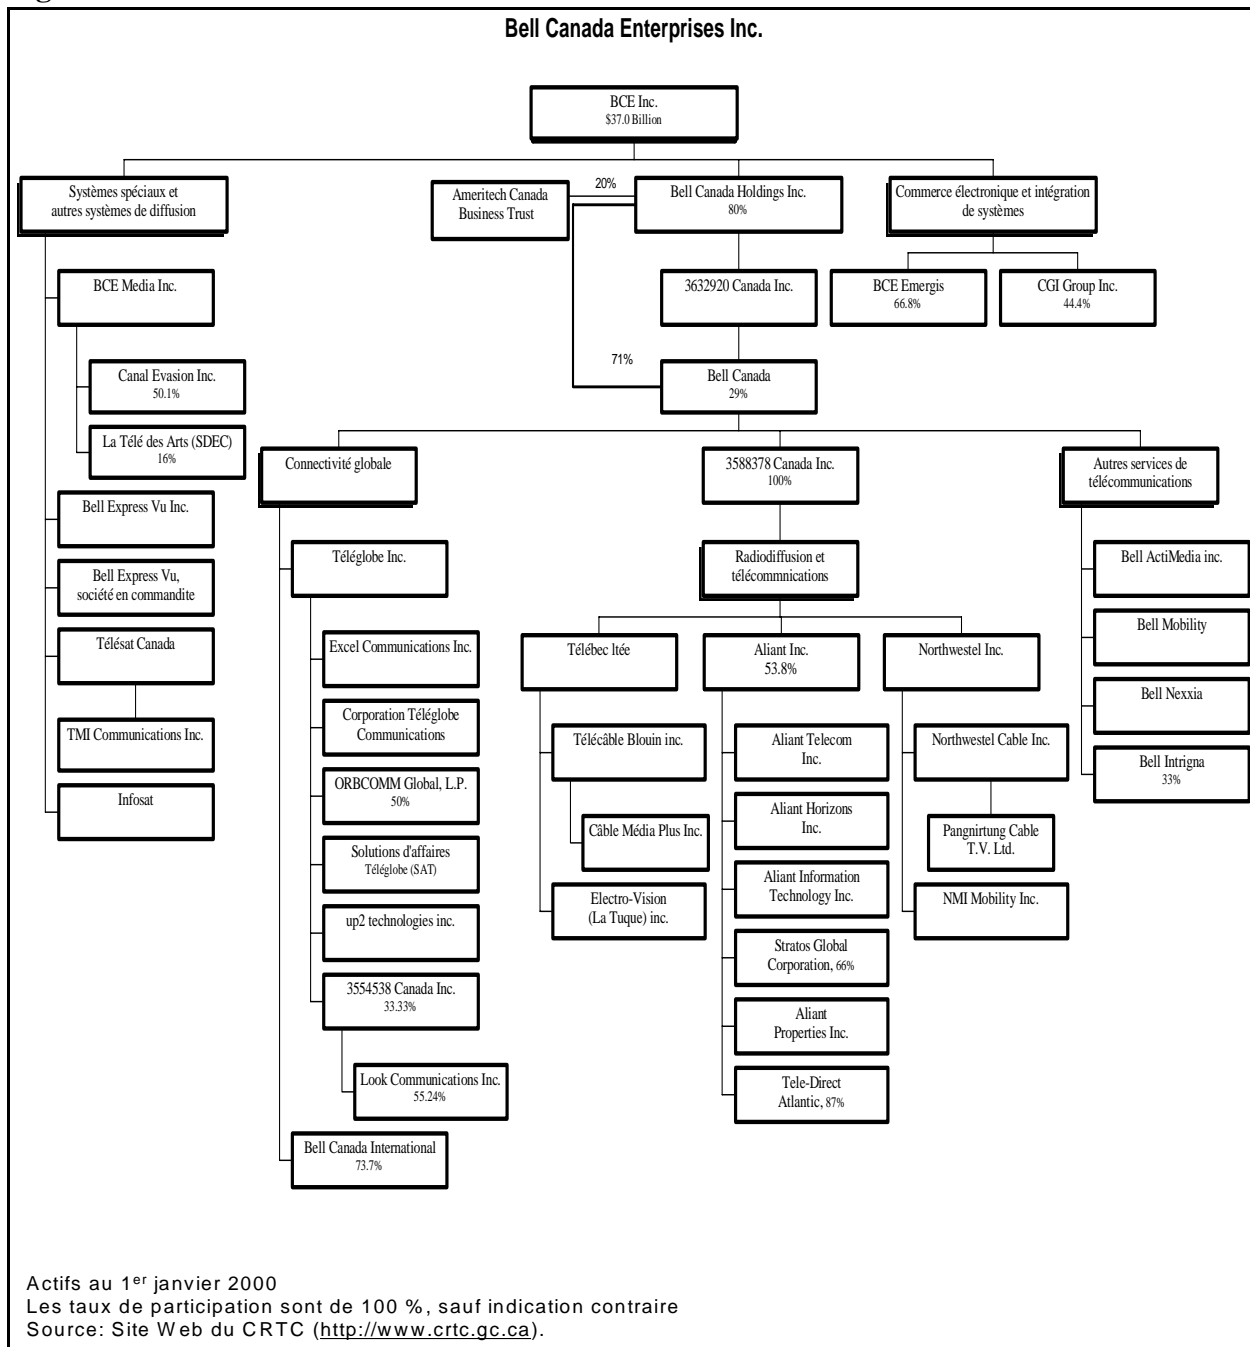 Bell Canada Enterprises Inc.
BCE Inc.
$37.0 Billion
Systèmes spéciaux et
autres systèmes de diffusion
Ameritech Canada
Business Trust
20%
Bell Canada Holdings Inc.
80%
Commerce électronique et intégration
de systèmes
BCE Media Inc.
3632920 Canada Inc.
BCE Emergis
66.8%
CGI Group Inc.
44.4%
Canal Evasion Inc.
50.1%
71%
Bell Canada
29%
La Télé des Arts (SDEC)
16%
Connectivité globale
3588378 Canada Inc.
100%
Autres services de
télécommunications
Bell Express Vu Inc.
Bell Express Vu,
société en commandite
Télésat Canada
TMI Communications Inc.
Infosat
Téléglobe Inc.
Excel Communications Inc.
Corporation Téléglobe
Communications
ORBCOMM Global, L.P.
50%
Solutions d'affaires
Téléglobe (SAT)
up2 technologies inc.
3554538 Canada Inc.
33.33%
Look Communications Inc.
55.24%
Bell Canada International
73.7%
Radiodiffusion et
télécommnications
Télébec ltée
Télécâble Blouin inc.
Câble Média Plus Inc.
Electro-Vision
(La Tuque) inc.
Aliant Inc.
53.8%
Aliant Telecom
Inc.
Aliant Horizons
Inc.
Aliant Information
Technology Inc.
Stratos Global
Corporation, 66%
Aliant
Properties Inc.
Tele-Direct
Atlantic, 87%
Northwestel Inc.
Northwestel Cable Inc.
Pangnirtung Cable
T.V. Ltd.
NMI Mobility Inc.
Bell ActiMedia inc.
Bell Mobility
Bell Nexxia
Bell Intrigna
33%
Actifs au 1er janvier 2000
Les taux de participation sont de 100 %, sauf indication contraire
Source: Site Web du CRTC (http://www.crtc.gc.ca).